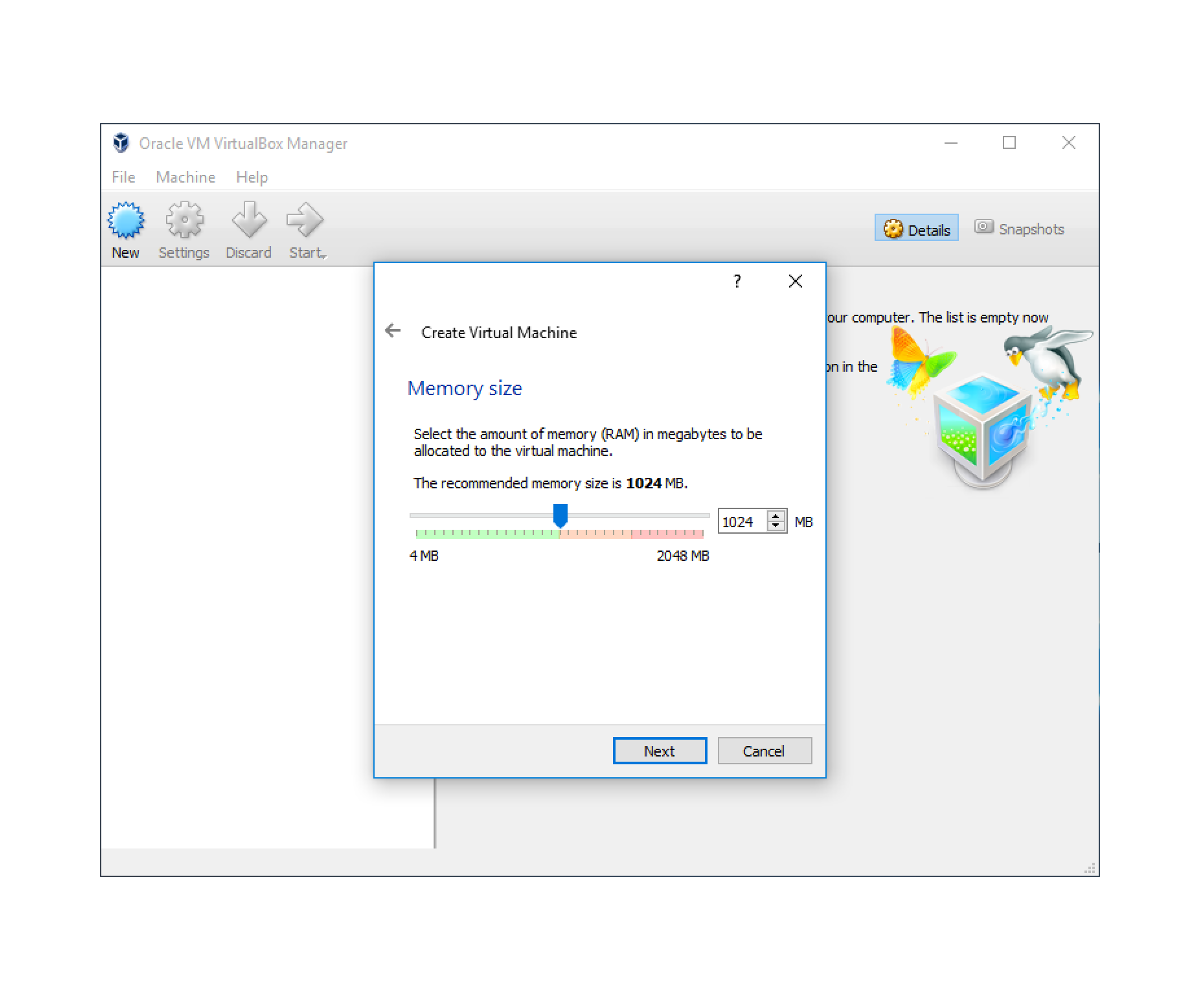 Oracle VM VirtualBox Manager
File Machine Help
New Settings Discard Start
Details Snapshots
our computer. The list is empty now
on in the
?
Create Virtual Machine
Memory size
Select the amount of memory (RAM) in megabytes to be
allocated to the virtual machine.
The recommended memory size is 1024 MB.
1024 MB
4 MB 2048 MB
Next Cancel